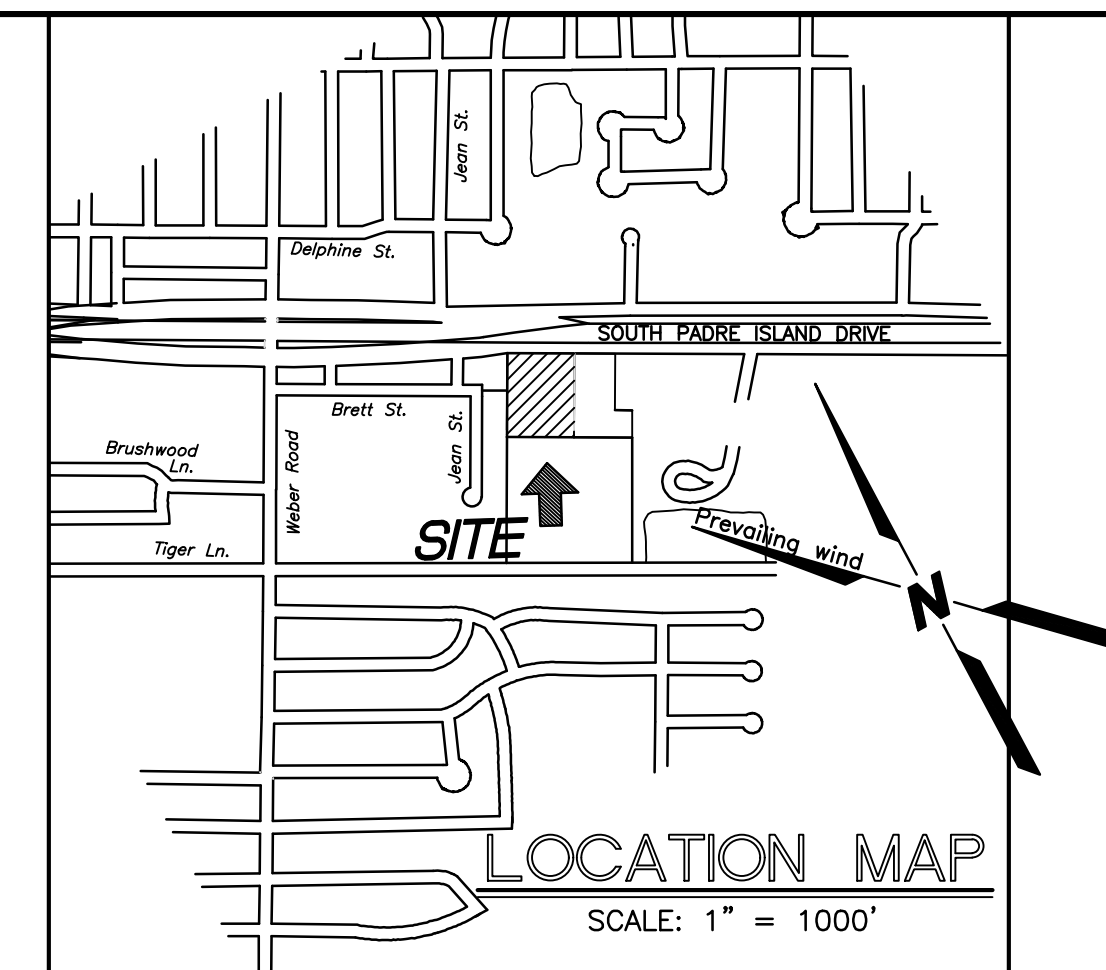 Jean St.
Delphine St.
SOUTH PADRE ISLAND DRIVE
Brett St.
Jean St.
Weber Road
Brushwood
Ln.
Tiger Ln.
SITE
Prevailing wind
N
LOCATION MAP
SCALE: 1" = 1000'